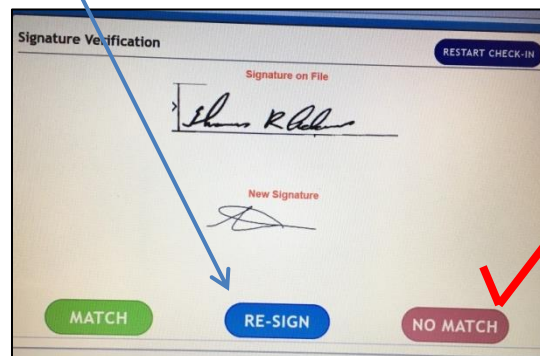 Signature Verification
RESTART CHECK-IN
Signature on File
New Signature
MATCH
RE-SIGN
NO MATCH